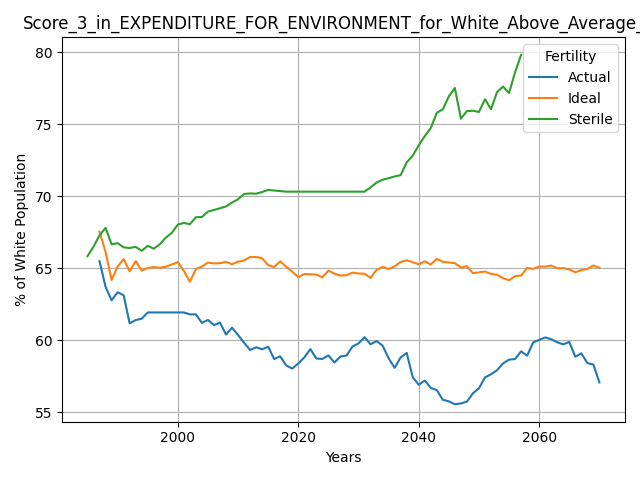 Score_3_in_EXPENDITURE_FOR_ENVIRONMENT_for_White_Above_Average_
80
75
70
65
60
55
% of White Population
Fertility
Actual
Ideal
Sterile
2000
2020
2040
2060
Years